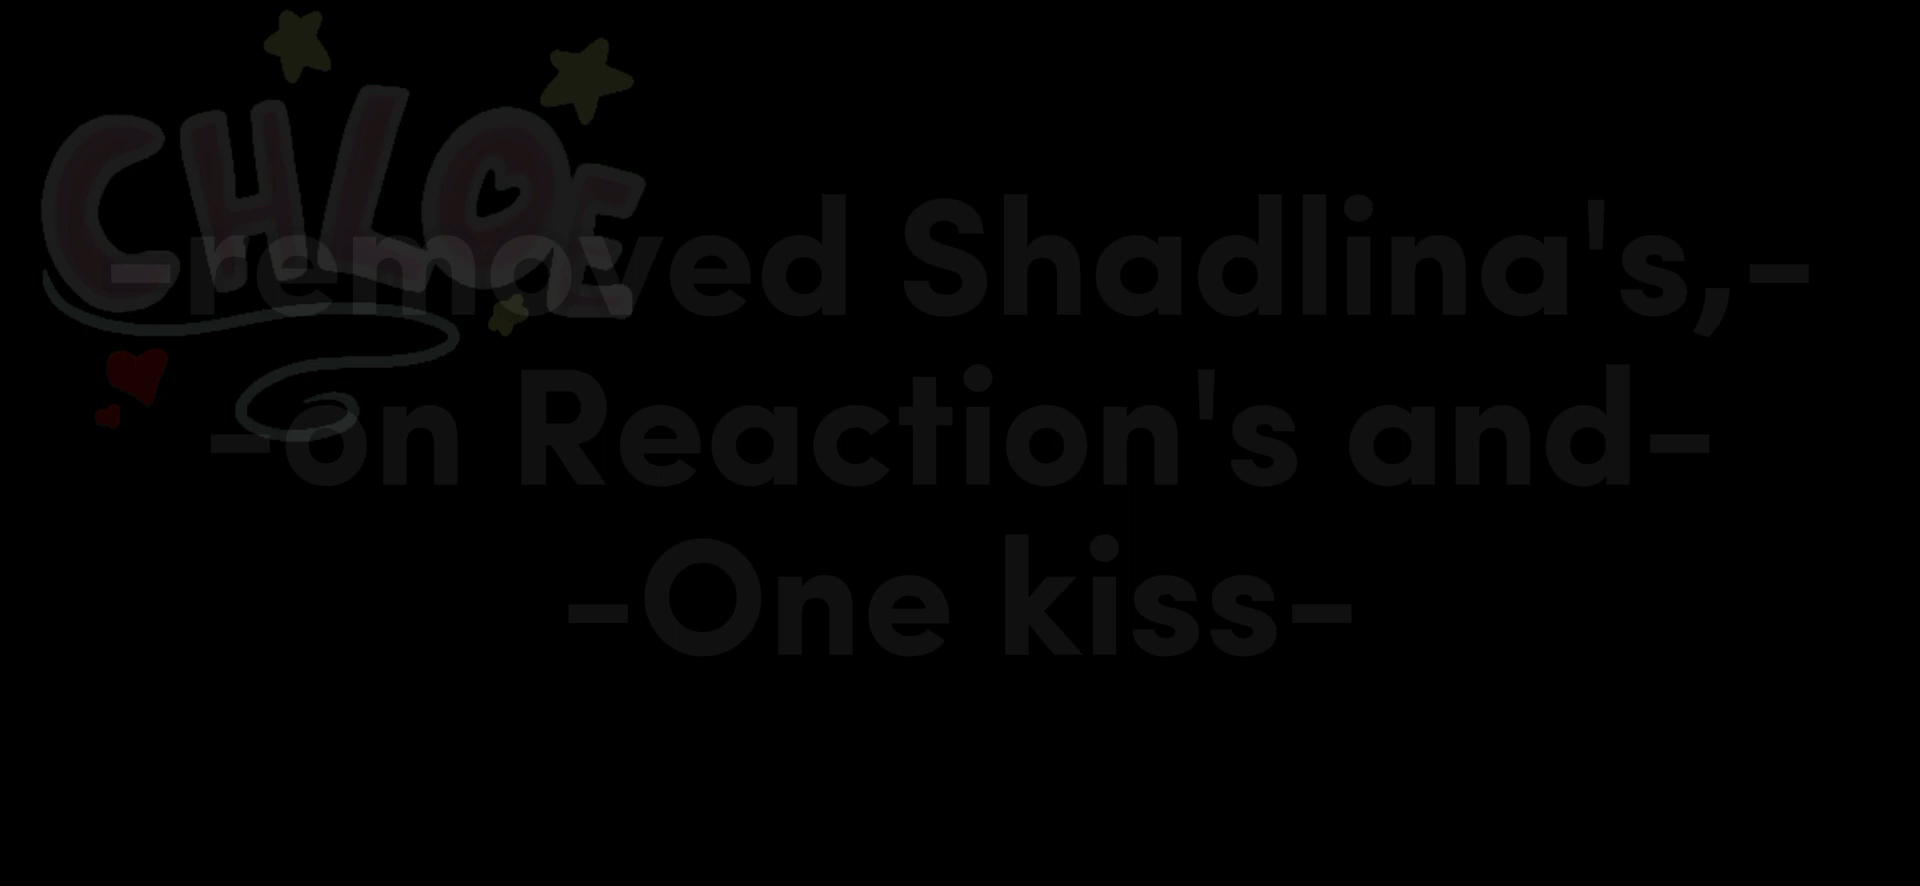 CHLOE
-removed Shadlina's,-
-on Reaction's and-
-One kiss-